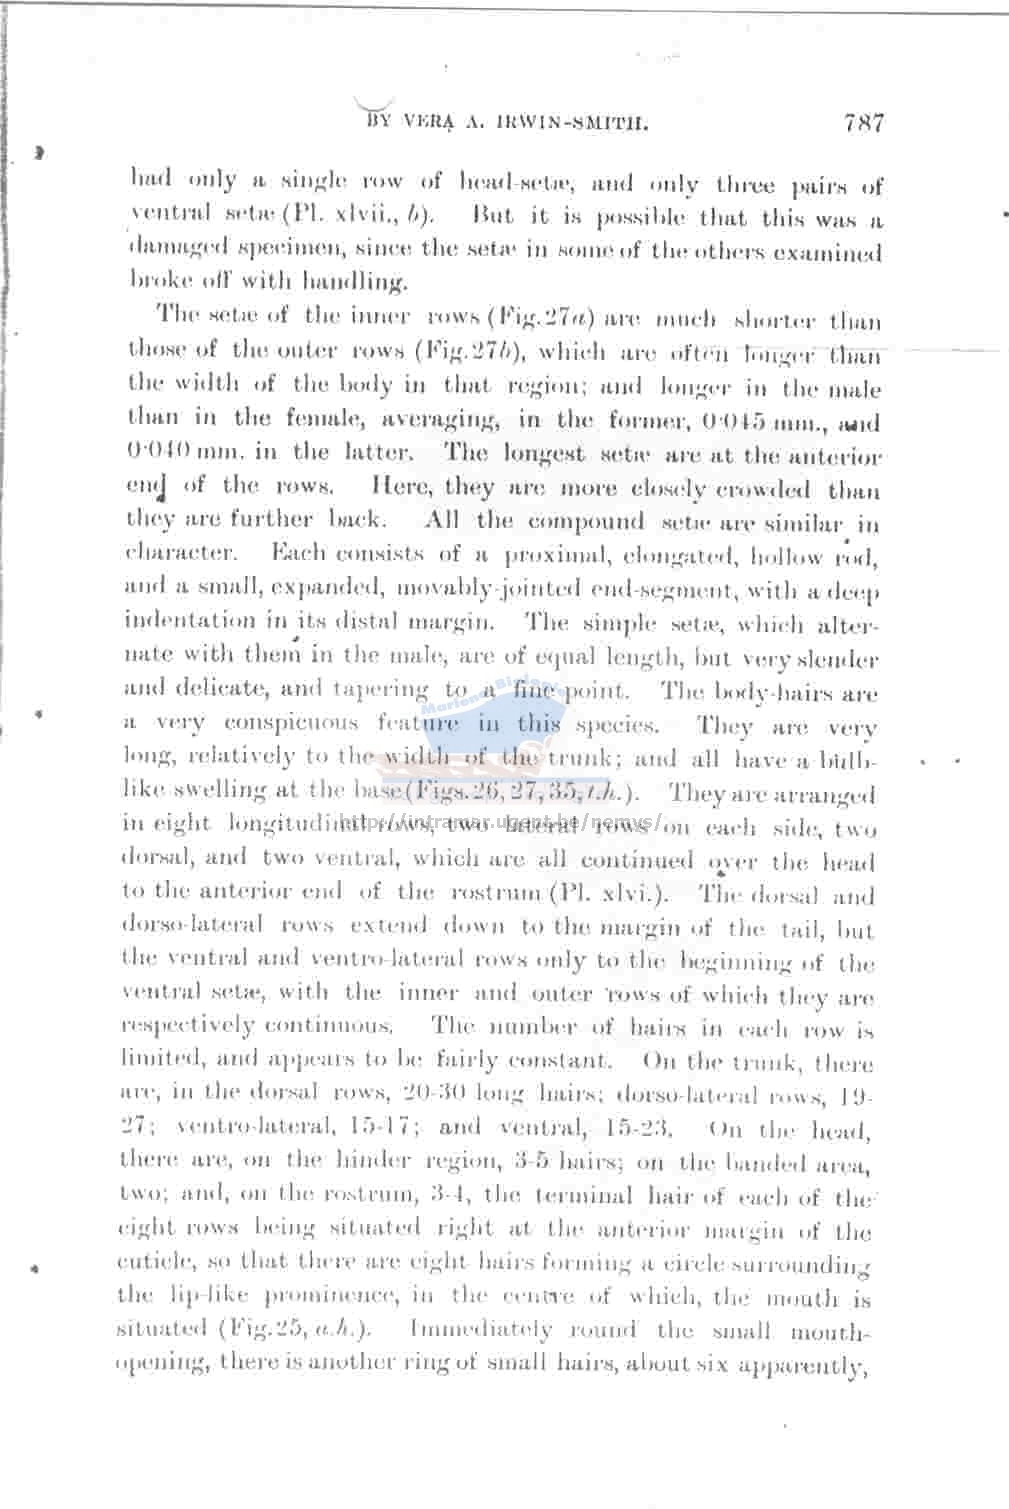 BY VERA A. IRWIN-SMITH. 787
had only a single row of head-setæ, and only three pairs of
ventral setæ (Pl. xlvii., b). But it is possible that this was a
damaged specimen, since the setæ in some of the others examined
broke off with handling.
The setæ of the inner rows (Fig.27a) are much shorter than
those of the outer rows (Fig.27b), which are often longer than
the width of the body in that region; and longer in the male
than in the female, averaging, in the former, 0·045 mm., and
0·040 mm. in the latter. The longest setæ are at the anterior
end of the rows. Here, they are more closely crowded than
they are further back. All the compound setæ are similar in
character. Each consists of a proximal, elongated, hollow rod,
and a small, expanded, movably-jointed end-segment, with a deep
indentation in its distal margin. The simple setæ, which alter-
nate with them in the male, are of equal length, but very slender
and delicate, and tapering to a fine point. The body-hairs are
a very conspicuous feature in this species. They are very
long, relatively to the width of the trunk; and all have a bulb-
like swelling at the base (Figs.26, 27, 35, t.h.). They are arranged
in eight longitudinal rows, two lateral rows on each side, two
dorsal, and two ventral, which are all continued over the head
to the anterior end of the rostrum (Pl. xlvi.). The dorsal and
dorso-lateral rows extend down to the margin of the tail, but
the ventral and ventro-lateral rows only to the beginning of the
ventral setæ, with the inner and outer rows of which they are
respectively continuous. The number of hairs in each row is
limited, and appears to be fairly constant. On the trunk, there
are, in the dorsal rows, 20-30 long hairs; dorso-lateral rows, 19-
27; ventro-lateral, 15-17; and ventral, 15-23. On the head,
there are, on the hinder region, 3-5 hairs; on the banded area,
two; and, on the rostrum, 3-4, the terminal hair of each of the
eight rows being situated right at the anterior margin of the
cuticle, so that there are eight hairs forming a circle surrounding
the lip-like prominence, in the centre of which, the mouth is
situated (Fig.25, a.h.). Immediately round the small mouth-
opening, there is another ring of small hairs, about six apparently,
http://intramar.ugent.be/nemys/